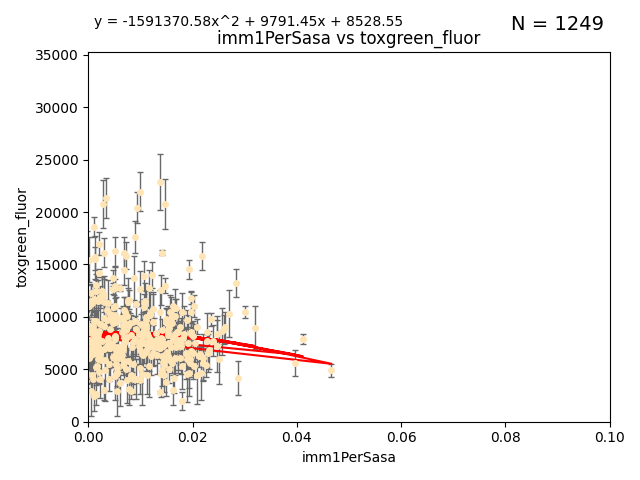 y = -1591370.58x^2 + 9791.45x + 8528.55
N = 1249
imm1PerSasa vs toxgreen_fluor
35000
30000
25000
20000
15000
10000
5000
0
toxgreen_fluor
0.00 0.02 0.04 0.06 0.08 0.10
imm1PerSasa